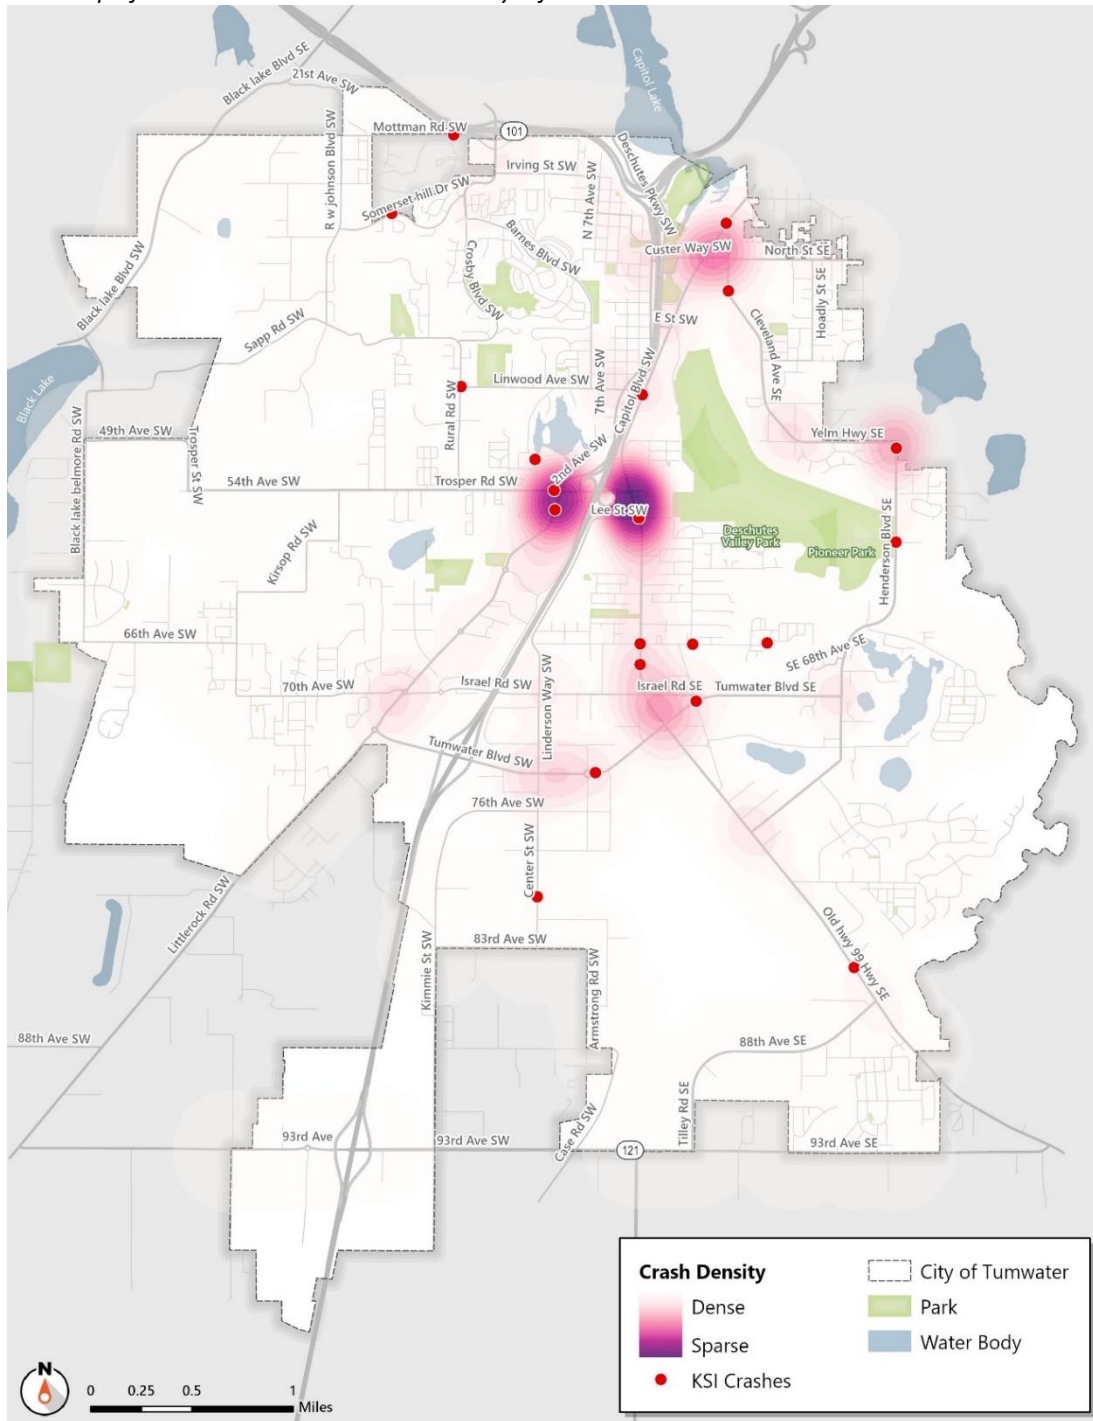 Black lake Blvd SE
21st Ave SW
Capitol Lake
Mottman Rd SW
101
R w johnson Blvd SW
Irving St SW
Deschutes Pkwy SW
N 7th Ave SW
Somerset hill Dr SW
Barnes Blvd SW
Custer Way SW
North St SE
Crosby Blvd SW
Hoadly St SE
Black lake Blvd SW
E St SW
Cleveland Ave SE
Sapp Rd SW
Black Lake
Linwood Ave SW
7th Ave SW
Capitol Blvd SW
Rural Rd SW
49th Ave SW
Yelm Hwy SE
Black lake belmore Rd SW
Trosper St SW
2nd Ave SW
54th Ave SW
Trosper Rd SW
Lee St SW
Deschutes
Valley Park
Pioneer Park
Henderson Blvd SE
Kirsop Rd SW
66th Ave SW
SE 68th Ave SE
70th Ave SW
Israel Rd SW
Israel Rd SE
Tumwater Blvd SE
Linderson Way SW
Tumwater Blvd SW
76th Ave SW
Center St SW
Littlerock Rd SW
Old hwy 99 Hwy SE
83rd Ave SW
Kimmie St SW
Armstrong Rd SW
88th Ave SW
88th Ave SE
Tilley Rd SE
Case Rd SW
93rd Ave
93rd Ave SW
121
93rd Ave SE
Crash Density
Dense
Sparse
KSI Crashes
City of Tumwater
Park
Water Body
N
0 0.25 0.5 1
Miles